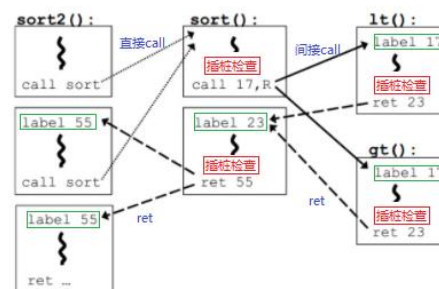 sort2():
sort():
lt():
直接call
间接call
label 17
插桩检查
插桩检查
call sort
call 17,R
ret 23
label 55
label 23
gt():
label 17
插桩检查
插桩检查
call sort
ret 55
ret 23
label 55
ret
ret
ret …